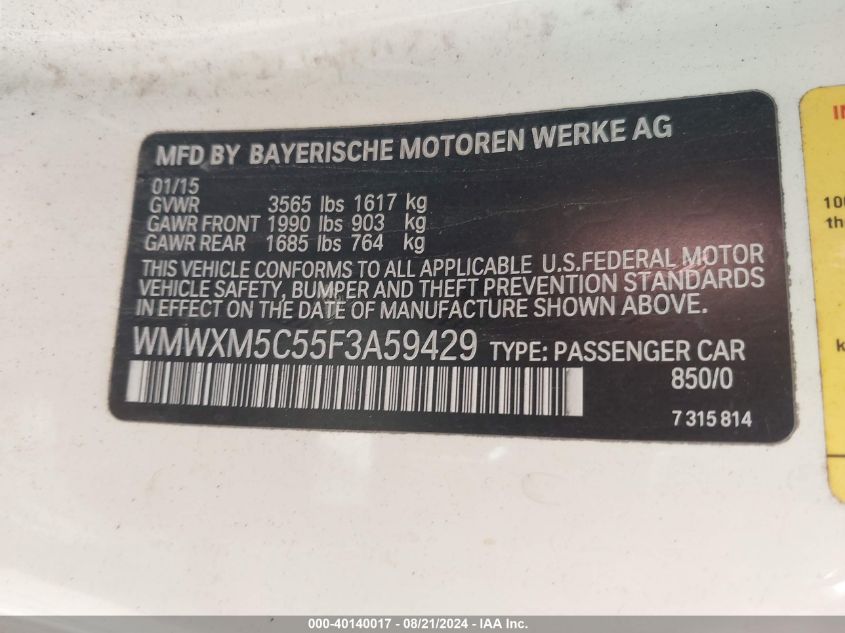 MFD BY BAYERISCHE MOTOREN WERKE AG
01/15
GVWR 3565 lbs 1617 kg
GAWR FRONT 1990 lbs 903 kg
GAWR REAR 1685 lbs 764 kg
THIS VEHICLE CONFORMS TO ALL APPLICABLE U.S.FEDERAL MOTOR
VEHICLE SAFETY, BUMPER AND THEFT PREVENTION STANDARDS
IN EFFECT ON THE DATE OF MANUFACTURE SHOWN ABOVE.
WMWXM5C55F3A59429 TYPE: PASSENGER CAR
850/0
7 315 814
000-40140017 - 08/21/2024 - IAA Inc.